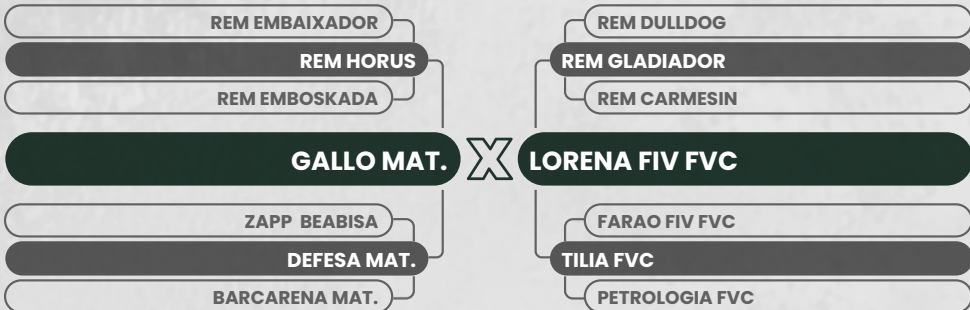 REM EMBAIXADOR
REM HORUS
REM EMBOSKADA
GALLO MAT.
ZAPP BEABISA
DEFESA MAT.
BARCARENA MAT.
X
REM DULLDOG
REM GLADIADOR
REM CARMESIN
LORENA FIV FVC
FARAO FIV FVC
TILIA FVC
PETROLOGIA FVC